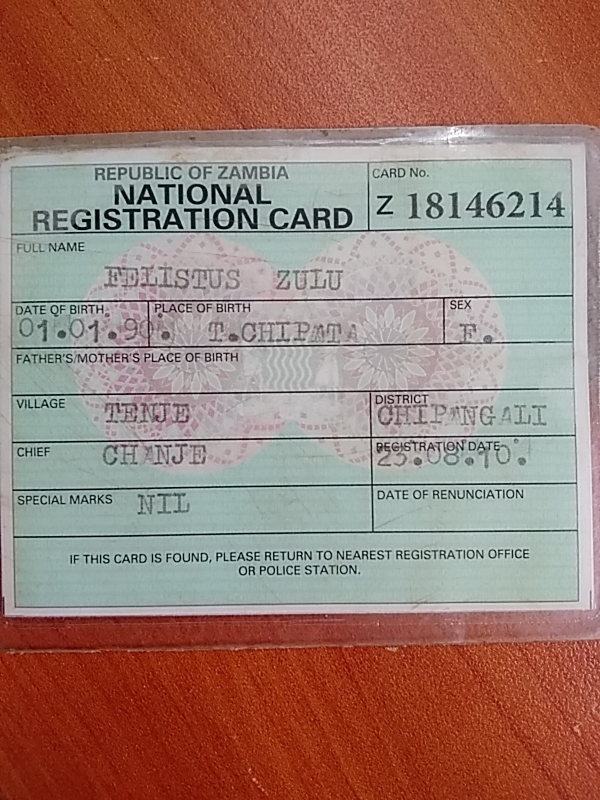 REPUBLIC OF ZAMBIA
NATIONAL
REGISTRATION CARD
CARD No.
Z 18146214
FULL NAME
FELISTUS ZULU
DATE OF BIRTH.
01.01.90.
PLACE OF BIRTH
T.CHIPATA
SEX
F.
FATHER'S/MOTHER'S PLACE OF BIRTH
VILLAGE
TENJE
DISTRICT
CHIPANGALI
CHIEF
CHANJE
REGISTRATION DATE
23.08.10.
SPECIAL MARKS
NIL
DATE OF RENUNCIATION
IF THIS CARD IS FOUND, PLEASE RETURN TO NEAREST REGISTRATION OFFICE
OR POLICE STATION.